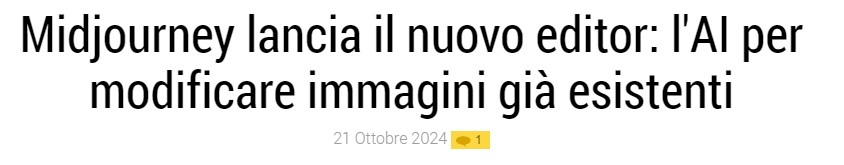 Midjourney lancia il nuovo editor: l'AI per
modificare immagini già esistenti
21 Ottobre 2024 1